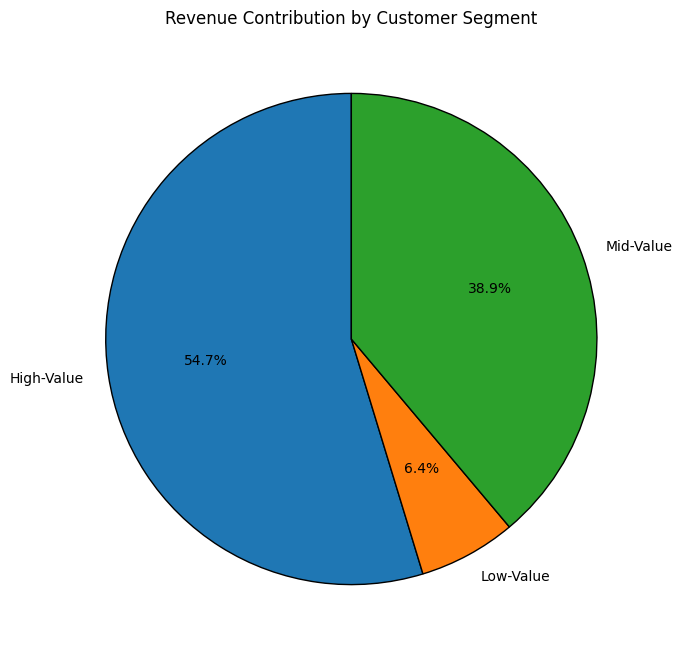 Revenue Contribution by Customer Segment
Mid-Value
38.9%
54.7%
High-Value
6.4%
Low-Value